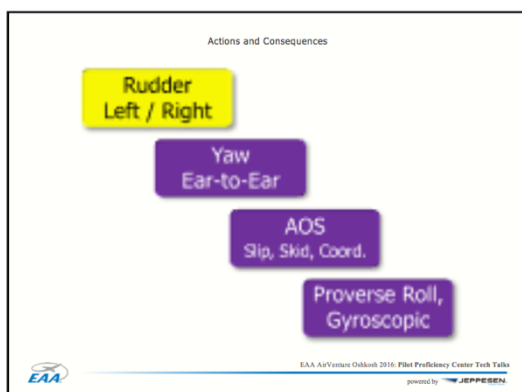 Actions and Consequences
Rudder
Left / Right
Yaw
Ear-to-Ear
AOS
Slip, Skid, Coord.
Proverse Roll,
Gyroscopic
EAA AirVenture Oshkosh 2016: Pilot Proficiency Center Tech Talks
EAA
powered by JEPPESEN